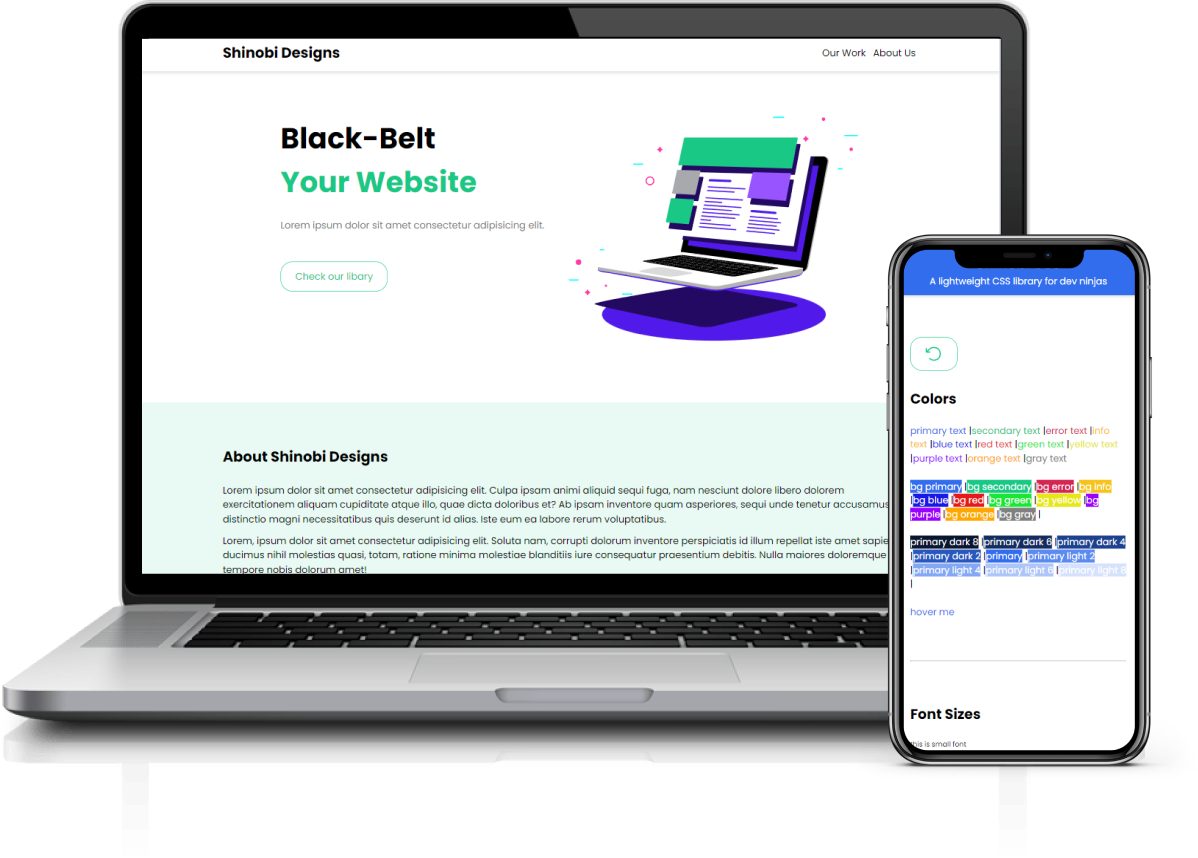 Shinobi Designs
Our Work About Us
Black-Belt
Your Website
Lorem ipsum dolor sit amet consectetur adipisicing elit.
Check our libary
About Shinobi Designs
Lorem ipsum dolor sit amet consectetur adipisicing elit. Culpa ipsam animi aliquid sequi fuga, nam nesciunt dolore libero dolorem
exercitationem aliquam cupiditate atque illo, quae dicta doloribus et? Ab ipsam inventore quam asperiores, sequi unde tenetur accusamus
distinctio magni necessitatibus quis deserunt id alias. Iste eum ea labore rerum voluptatibus.
Lorem, ipsum dolor sit amet consectetur adipisicing elit. Soluta nam, corrupti dolorum inventore perspiciatis id illum repellat iste amet sapie
ducimus nihil molestias quasi, totam, ratione minima molestiae blanditiis iure consequatur praesentium debitis. Nulla maiores doloremque
tempore nobis dolorum amet!
A lightweight CSS library for dev ninjas
Colors
primary text |secondary text |error text |info
text |blue text |red text |green text |yellow text
|purple text |orange text |gray text
bg primary |bg secondary |bg error |bg info
|bg blue |bg red |bg green |bg yellow |bg
purple |bg orange |bg gray |
primary dark 8 |primary dark 6 |primary dark 4
|primary dark 2 |primary |primary light 2
|primary light 4 |primary light 6 |primary light 8
|
hover me
Font Sizes
this is small font